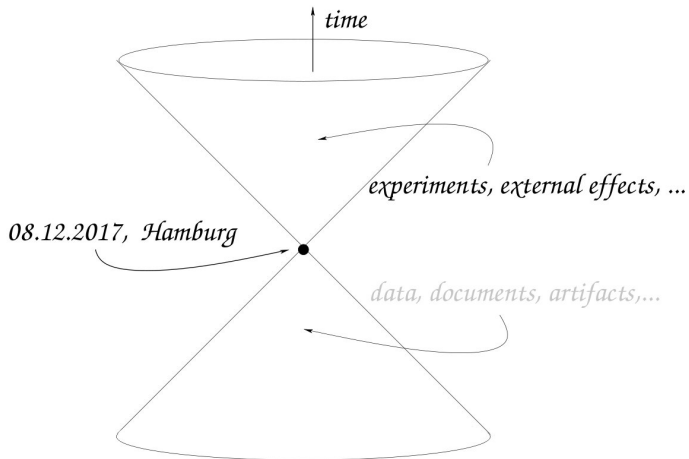 time
experiments, external effects, ...
08.12.2017, Hamburg
data, documents, artifacts,...